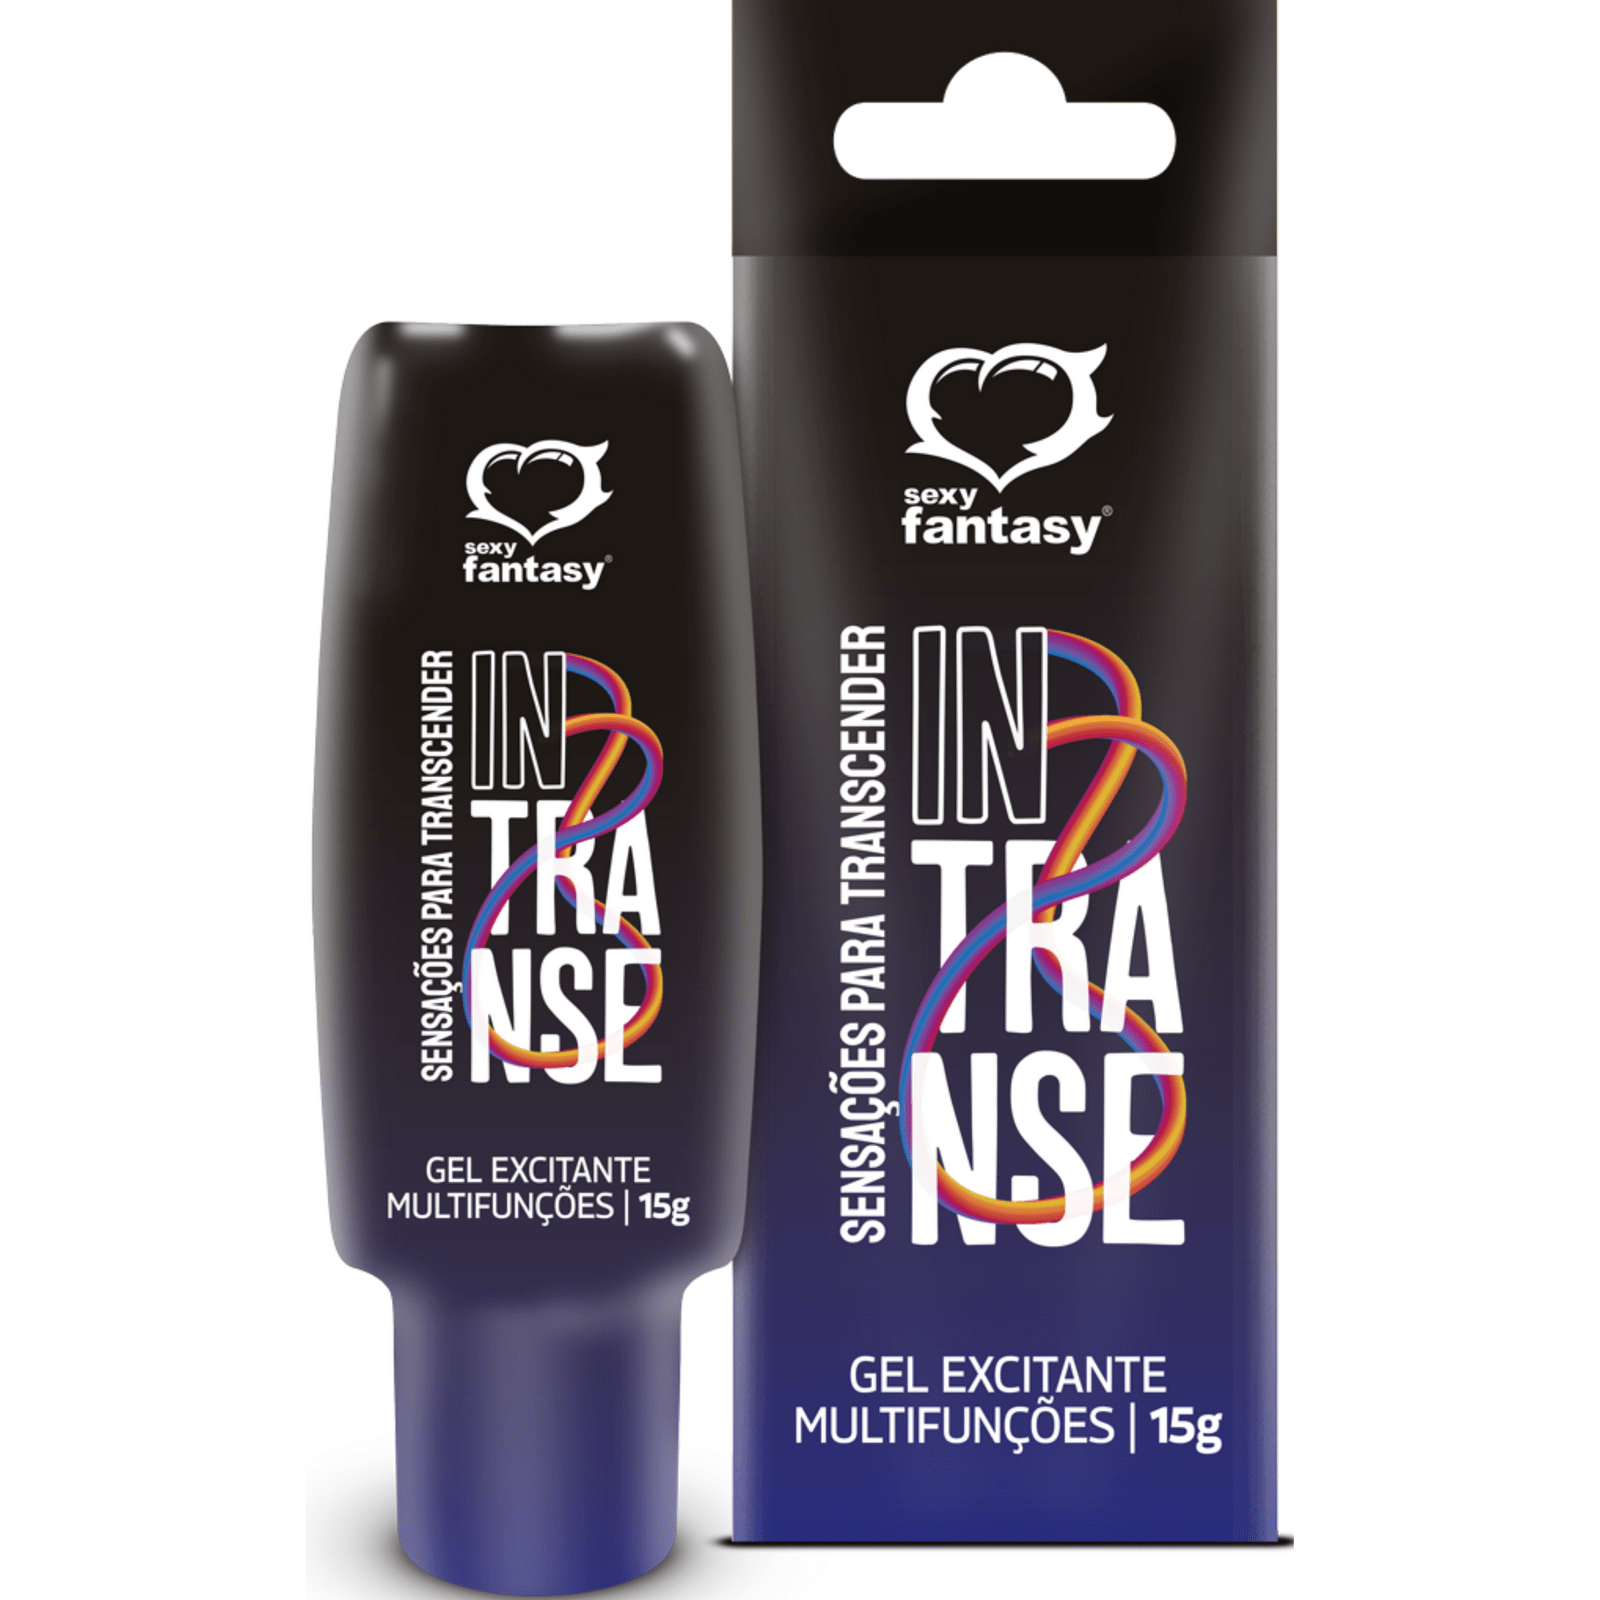 sexy
fantasy®
SENSAÇÕES PARA TRANSCENDER
IN
TRA
NSE
GEL EXCITANTE
MULTIFUNÇÕES | 15g
sexy
fantasy®
SENSAÇÕES PARA TRANSCENDER
IN
TRA
NSE
GEL EXCITANTE
MULTIFUNÇÕES | 15g